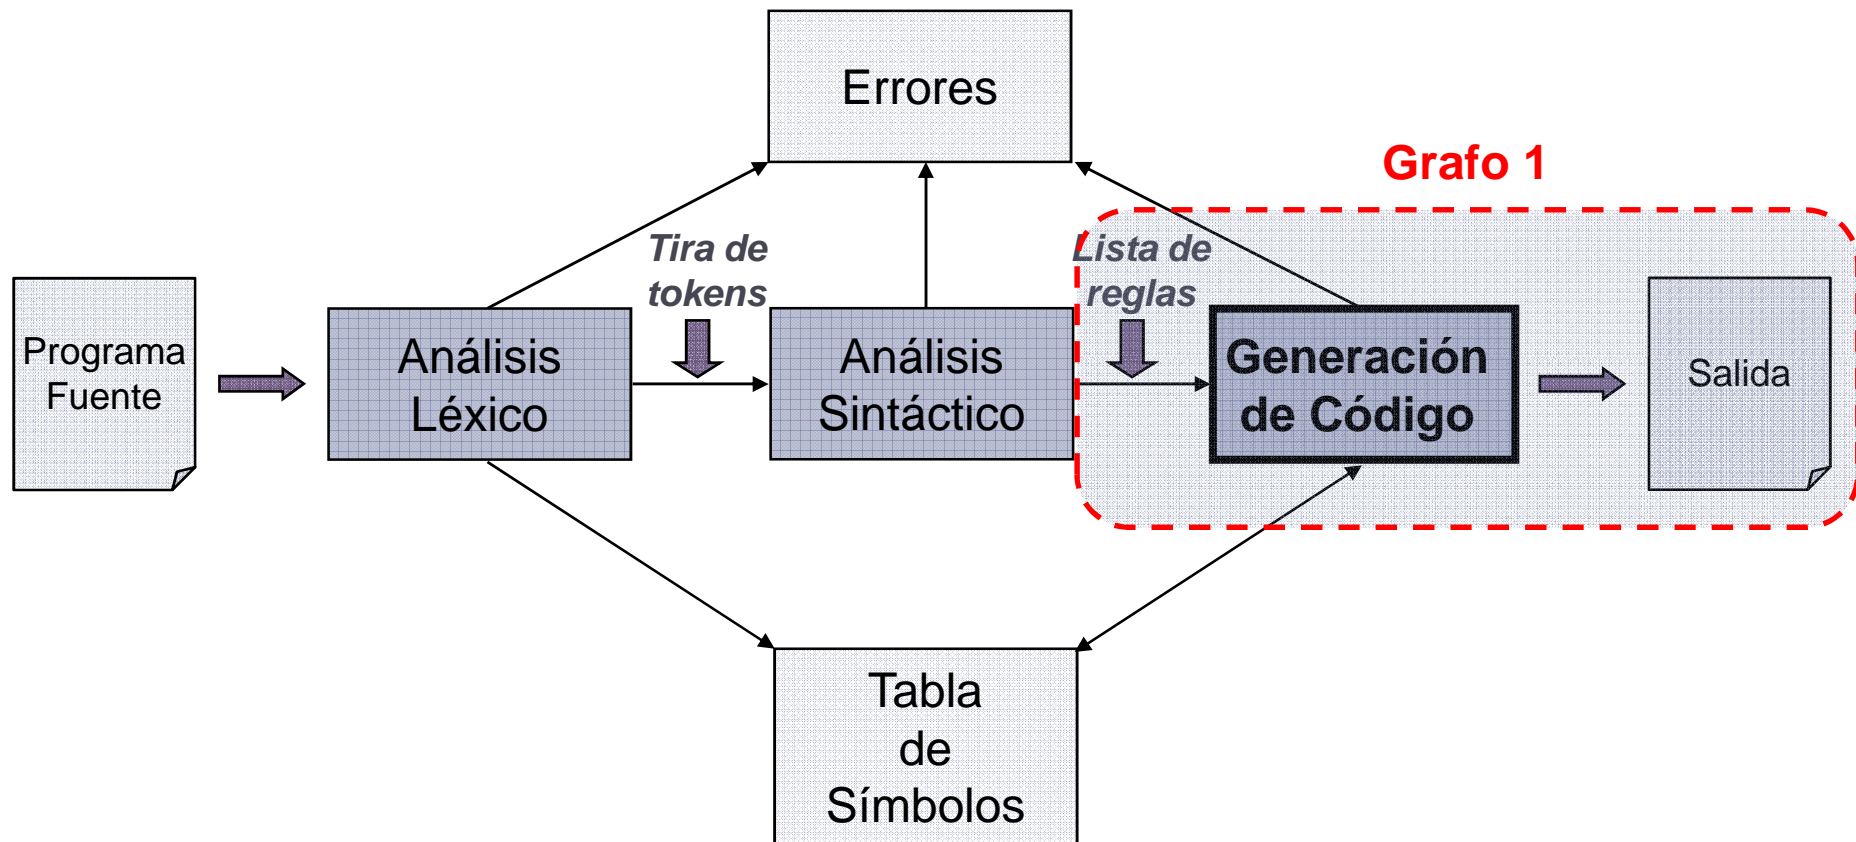 Errores
Grafo 1
Tira de
tokens
Lista de
reglas
Programa
Fuente
Análisis
Léxico
Análisis
Sintáctico
Generación
de Código
Salida
Tabla
de
Símbolos